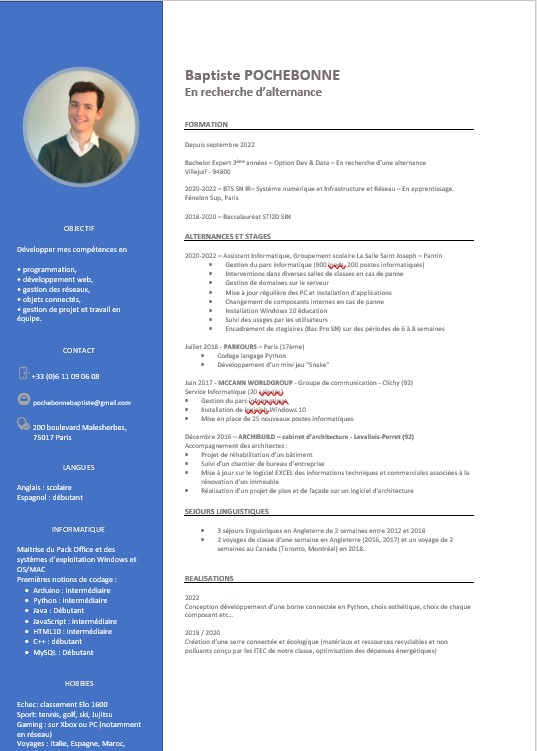 Baptiste POCHEBONNE
En recherche d'alternance
FORMATION
Depuis septembre 2022
Bachelor Expert 3ème années – Option Dev & Data – En recherche d'une alternance
Villejuif - 94800
2020-2022 – BTS SN IR– Système numérique et Infrastructure et Réseau – En apprentissage.
Fénelon Sup, Paris
2018-2020 – Baccalauréat STI2D SIN
ALTERNANCES ET STAGES
2020-2022 – Assistant Informatique, Groupement scolaire La Salle Saint Joseph – Pantin
• Gestion du parc informatique (900 200 postes informatiques)
• Interventions dans diverses salles de classes en cas de panne
• Gestion de domaines sur le serveur
• Mise à jour régulière des PC et installation d'applications
• Changement de composants internes en cas de panne
• Installation Windows 10 éducation
• Suivi des usages par les utilisateurs
• Encadrement de stagiaires (Bac Pro SN) sur des périodes de 6 à 8 semaines
Juillet 2018 - PARKOURS – Paris (17ème)
• Codage langage Python
• Développement d'un mini jeu "Snake"
Juin 2017 - MCCANN WORLDGROUP - Groupe de communication - Clichy (92)
Service Informatique (20
• Gestion du parc
• Installation de Windows 10
• Mise en place de 25 nouveaux postes informatiques
Décembre 2016 – ARCHIBUILD – cabinet d'architecture - Levallois-Perret (92)
Accompagnement des architectes :
• Projet de réhabilitation d'un bâtiment
• Suivi d'un chantier de bureau d'entreprise
• Mise à jour sur le logiciel EXCEL des informations techniques et commerciales associées à la
rénovation d'un immeuble
• Réalisation d'un projet de plan et de façade sur un logiciel d'architecture
SEJOURS LINGUISTIQUES
• 3 séjours linguistiques en Angleterre de 2 semaines entre 2012 et 2018
• 2 voyages de classe d'une semaine en Angleterre (2016, 2017) et un voyage de 2
semaines au Canada (Toronto, Montréal) en 2018.
REALISATIONS
2022
Conception développement d'une borne connectée en Python, choix esthétique, choix de chaque
composant etc…
2019 / 2020
Création d'une serre connectée et écologique (matériaux et ressources recyclables et non
polluants conçu par les ITEC de notre classe, optimisation des dépenses énergétiques)
OBJECTIF
Développer mes compétences en
• programmation,
• développement web,
• gestion des réseaux,
• objets connectés,
• gestion de projet et travail en
équipe.
CONTACT
+33 (0)6 11 09 06 08
pochebonnebaptiste@gmail.com
200 boulevard Malesherbes,
75017 Paris
LANGUES
Anglais : scolaire
Espagnol : débutant
INFORMATIQUE
Maitrise du Pack Office et des
systèmes d'exploitation Windows et
OS/MAC
Premières notions de codage :
• Arduino : intermédiaire
• Python : intermédiaire
• Java : Débutant
• JavaScript : intermédiaire
• HTML1D : intermédiaire
• C++ : débutant
• MySQL : Débutant
HOBBIES
Echec: classement Elo 1600
Sport: tennis, golf, ski, Jujitsu
Gaming : sur Xbox ou PC (notamment
en réseau)
Voyages : Italie, Espagne, Maroc,